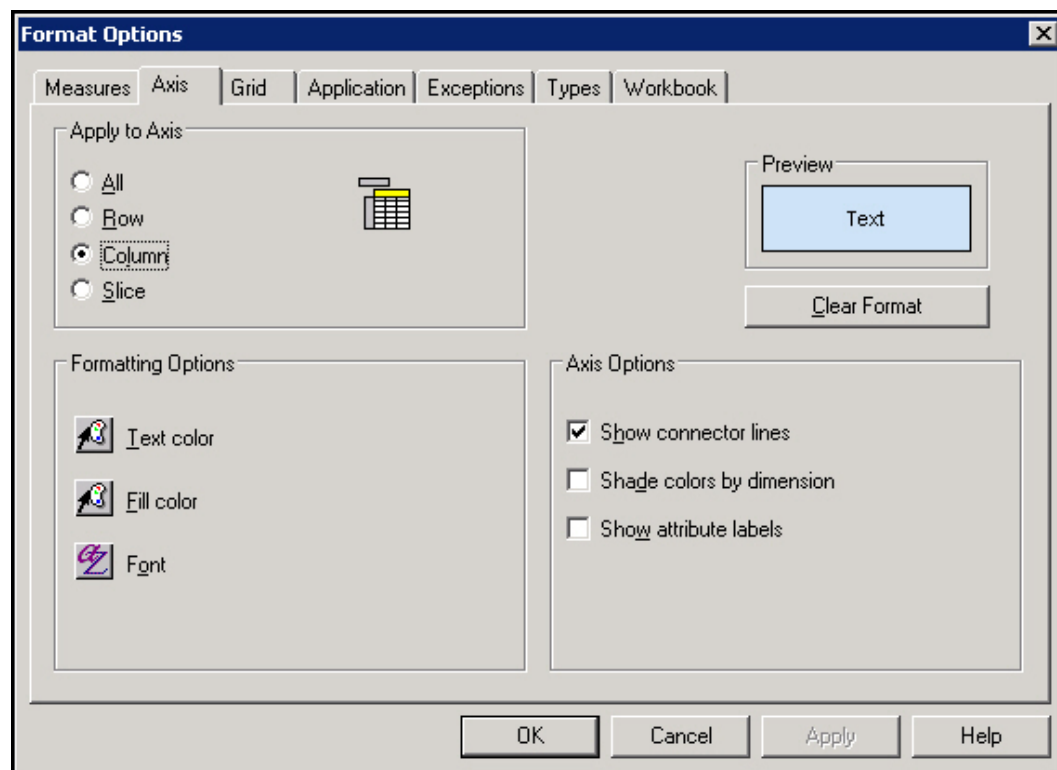 Format Options
Measures Axis Grid Application Exceptions Types Workbook
Apply to Axis
All
Row
Column
Slice
Preview
Text
Clear Format
Formatting Options
Text color
Fill color
Font
Axis Options
Show connector lines
Shade colors by dimension
Show attribute labels
OK Cancel Apply Help